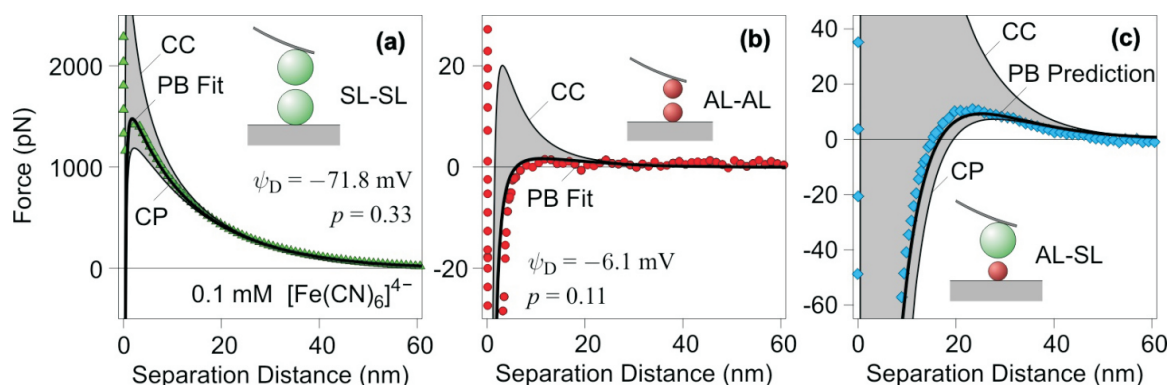 (a)
CC
PB Fit
SL-SL
CP
ψD = −71.8 mV
p = 0.33
0.1 mM [Fe(CN)6]4−
2000
1000
0
Force (pN)
0 20 40 60
Separation Distance (nm)
(b)
CC
AL-AL
PB Fit
ψD = −6.1 mV
p = 0.11
20
0
-20
0 20 40 60
Separation Distance (nm)
(c)
CC
PB Prediction
CP
AL-SL
40
20
0
-20
-40
-60
0 20 40 60
Separation Distance (nm)